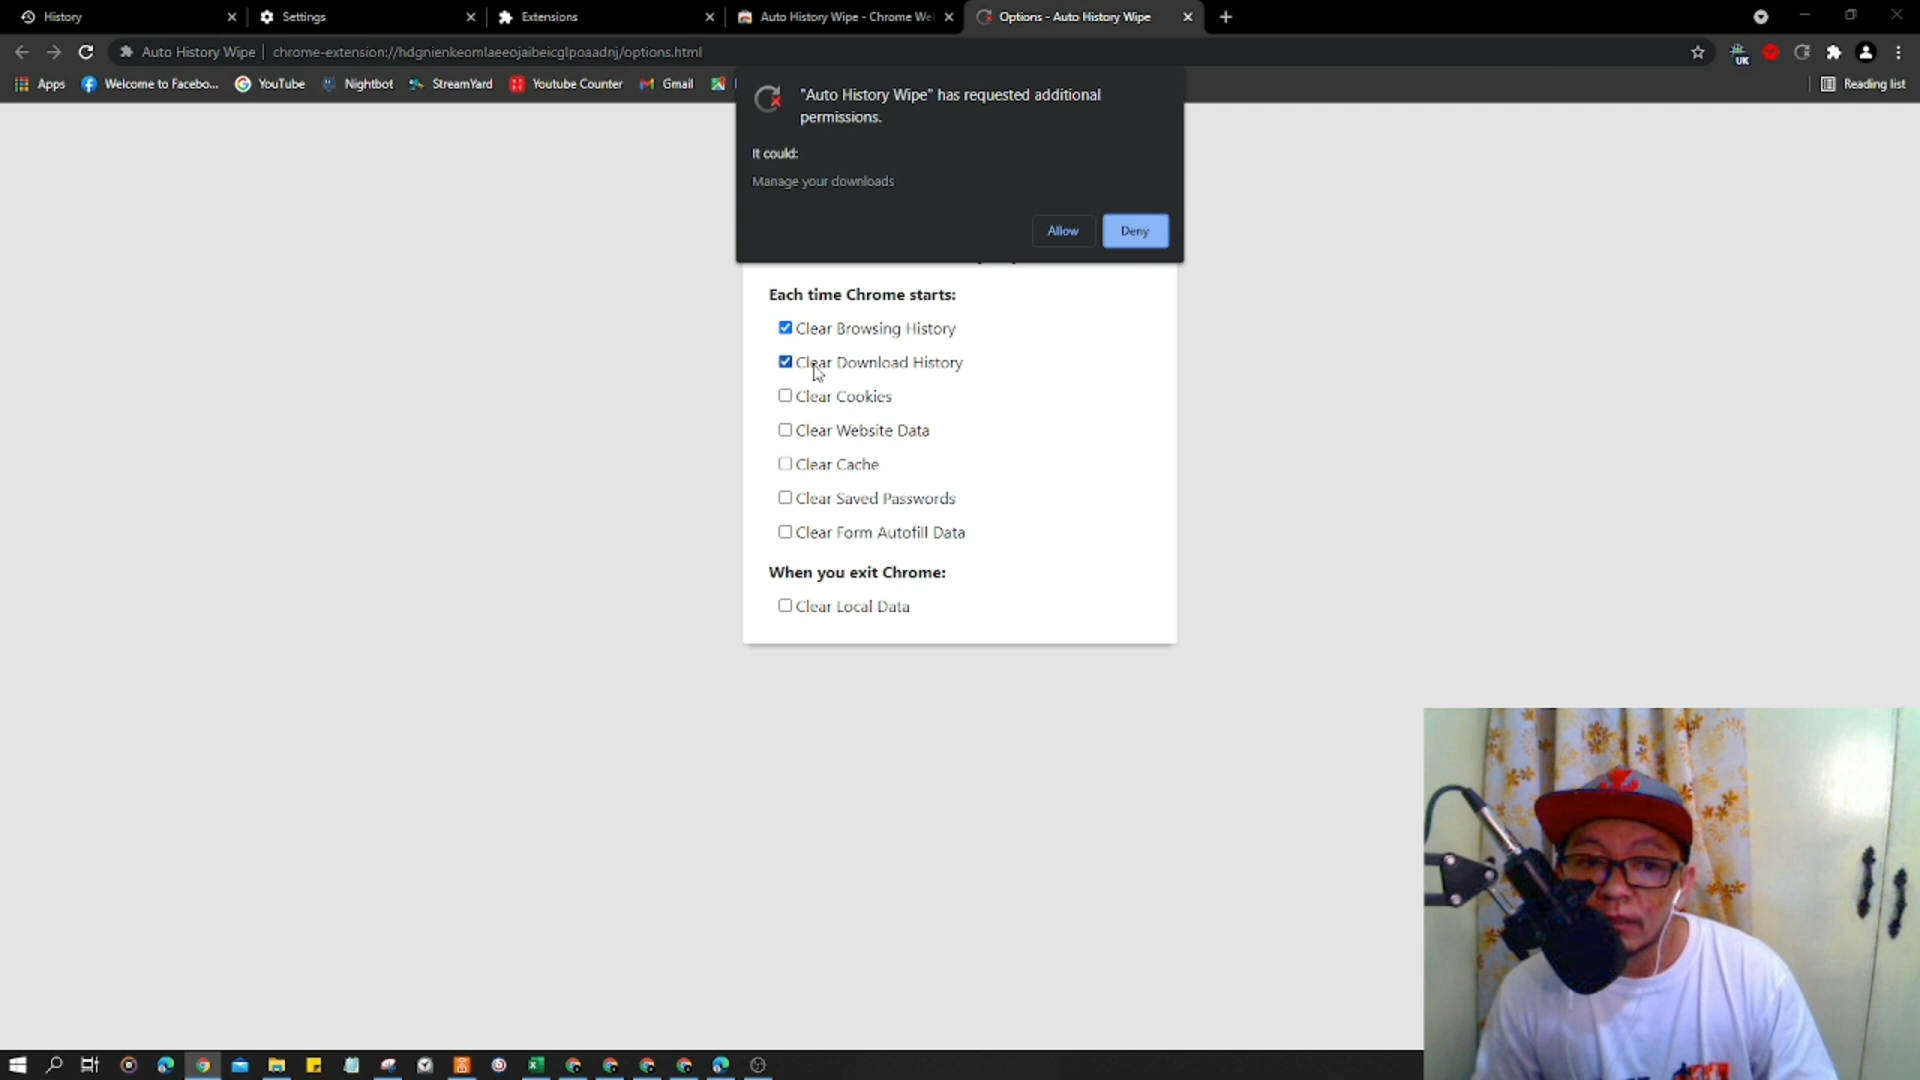 History
Settings
Extensions
Auto History Wipe - Chrome We
Options - Auto History Wipe
Auto History Wipe
chrome-extension://hdgnienkeomlaeeojaibeicglpoaadnj/options.html
UK
Apps
Welcome to Facebo...
YouTube
Nightbot
StreamYard
Youtube Counter
Gmail
Reading list
"Auto History Wipe" has requested additional
permissions.
It could:
Manage your downloads
Allow
Deny
Each time Chrome starts:
Clear Browsing History
Clear Download History
Clear Cookies
Clear Website Data
Clear Cache
Clear Saved Passwords
Clear Form Autofill Data
When you exit Chrome:
Clear Local Data